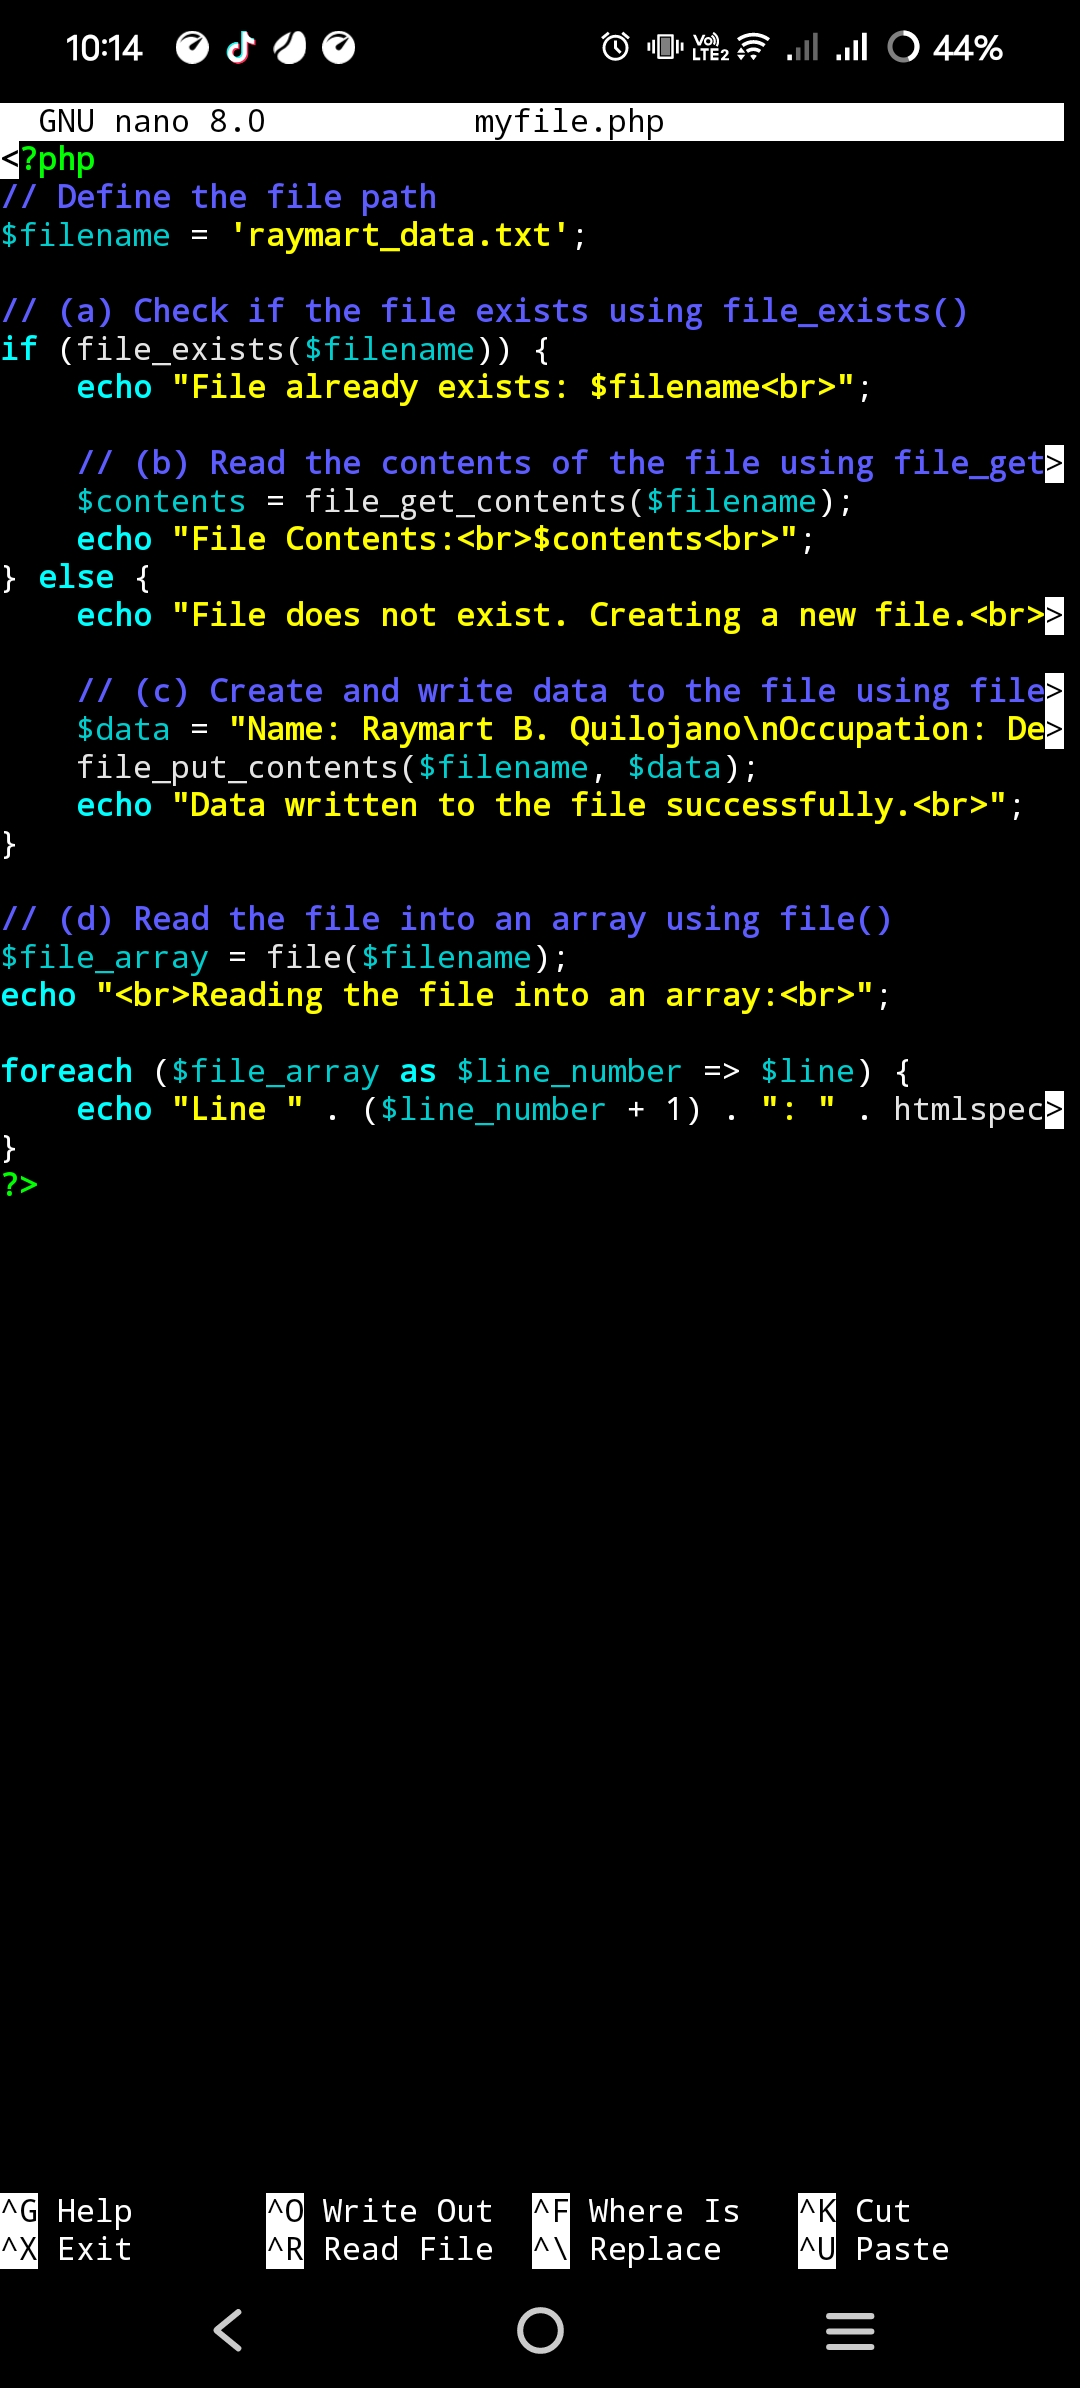 10:14 Vo) LTE2 44%
GNU nano 8.0 myfile.php
<?php
// Define the file path
$filename = 'raymart_data.txt';
// (a) Check if the file exists using file_exists()
if (file_exists($filename)) {
    echo "File already exists: $filename<br>";
    // (b) Read the contents of the file using file_get>
    $contents = file_get_contents($filename);
    echo "File Contents:<br>$contents<br>";
} else {
    echo "File does not exist. Creating a new file.<br>>
    // (c) Create and write data to the file using file>
    $data = "Name: Raymart B. Quilojano\nOccupation: De>
    file_put_contents($filename, $data);
    echo "Data written to the file successfully.<br>";
}
// (d) Read the file into an array using file()
$file_array = file($filename);
echo "<br>Reading the file into an array:<br>";
foreach ($file_array as $line_number => $line) {
    echo "Line " . ($line_number + 1) . ": " . htmlspec>
}
?>
^G Help ^O Write Out ^F Where Is ^K Cut
^X Exit ^R Read File ^\ Replace ^U Paste